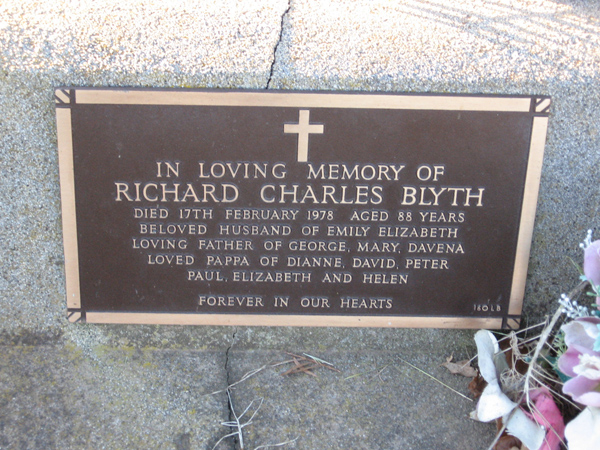 IN LOVING MEMORY OF
RICHARD CHARLES BLYTH
DIED 17TH FEBRUARY 1978 AGED 88 YEARS
BELOVED HUSBAND OF EMILY ELIZABETH
LOVING FATHER OF GEORGE, MARY, DAVENA
LOVED PAPPA OF DIANNE, DAVID, PETER
PAUL, ELIZABETH AND HELEN
FOREVER IN OUR HEARTS